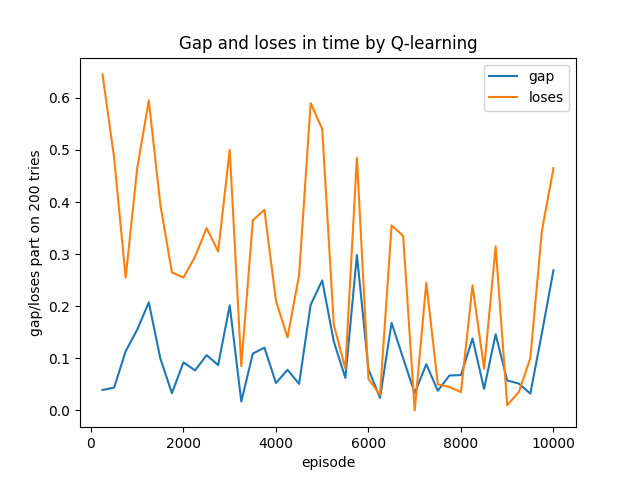 Gap and loses in time by Q-learning
gap
loses
gap/loses part on 200 tries
0.6
0.5
0.4
0.3
0.2
0.1
0.0
0 2000 4000 6000 8000 10000
episode